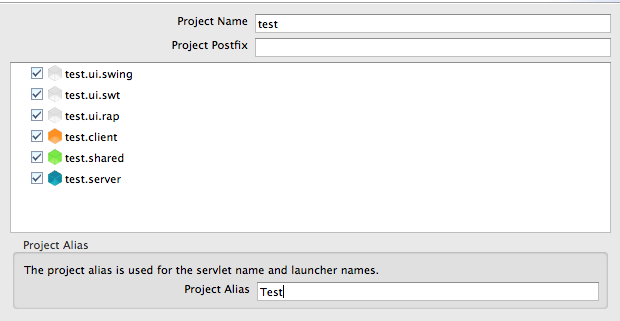 Project Name test
Project Postfix
test.ui.swing
test.ui.swt
test.ui.rap
test.client
test.shared
test.server
Project Alias
The project alias is used for the servlet name and launcher names.
Project Alias Test